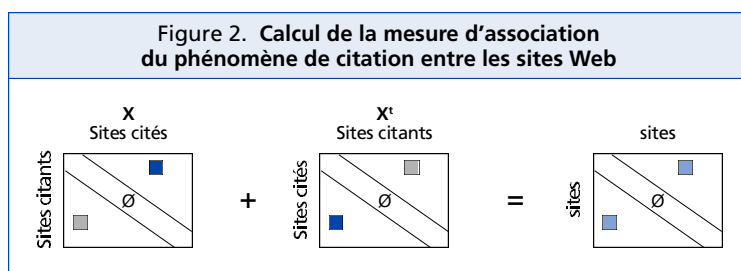 Figure 2. Calcul de la mesure d'association
du phénomène de citation entre les sites Web
X
Sites cités
Sites citants
Ø
+
Xᵗ
Sites citants
Sites cités
Ø
=
sites
sites
Ø